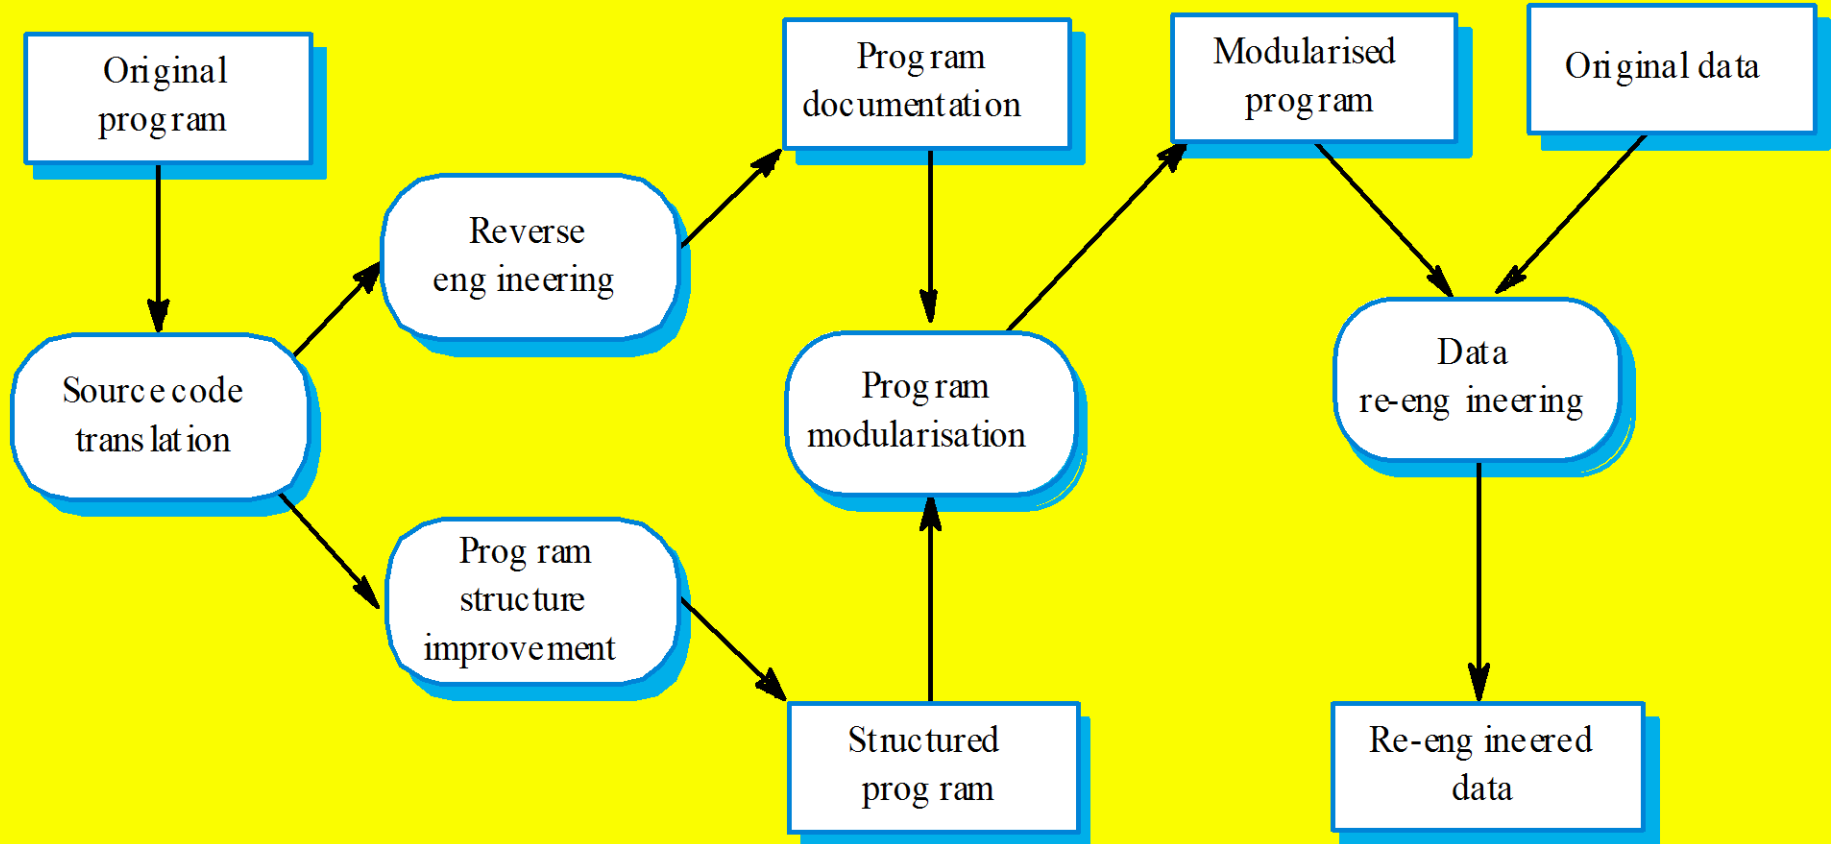 Original
program
Program
documentation
Modularised
program
Original data
Reverse
engineering
Source code
translation
Program
modularisation
Data
re-engineering
Program
structure
improvement
Structured
program
Re-engineered
data